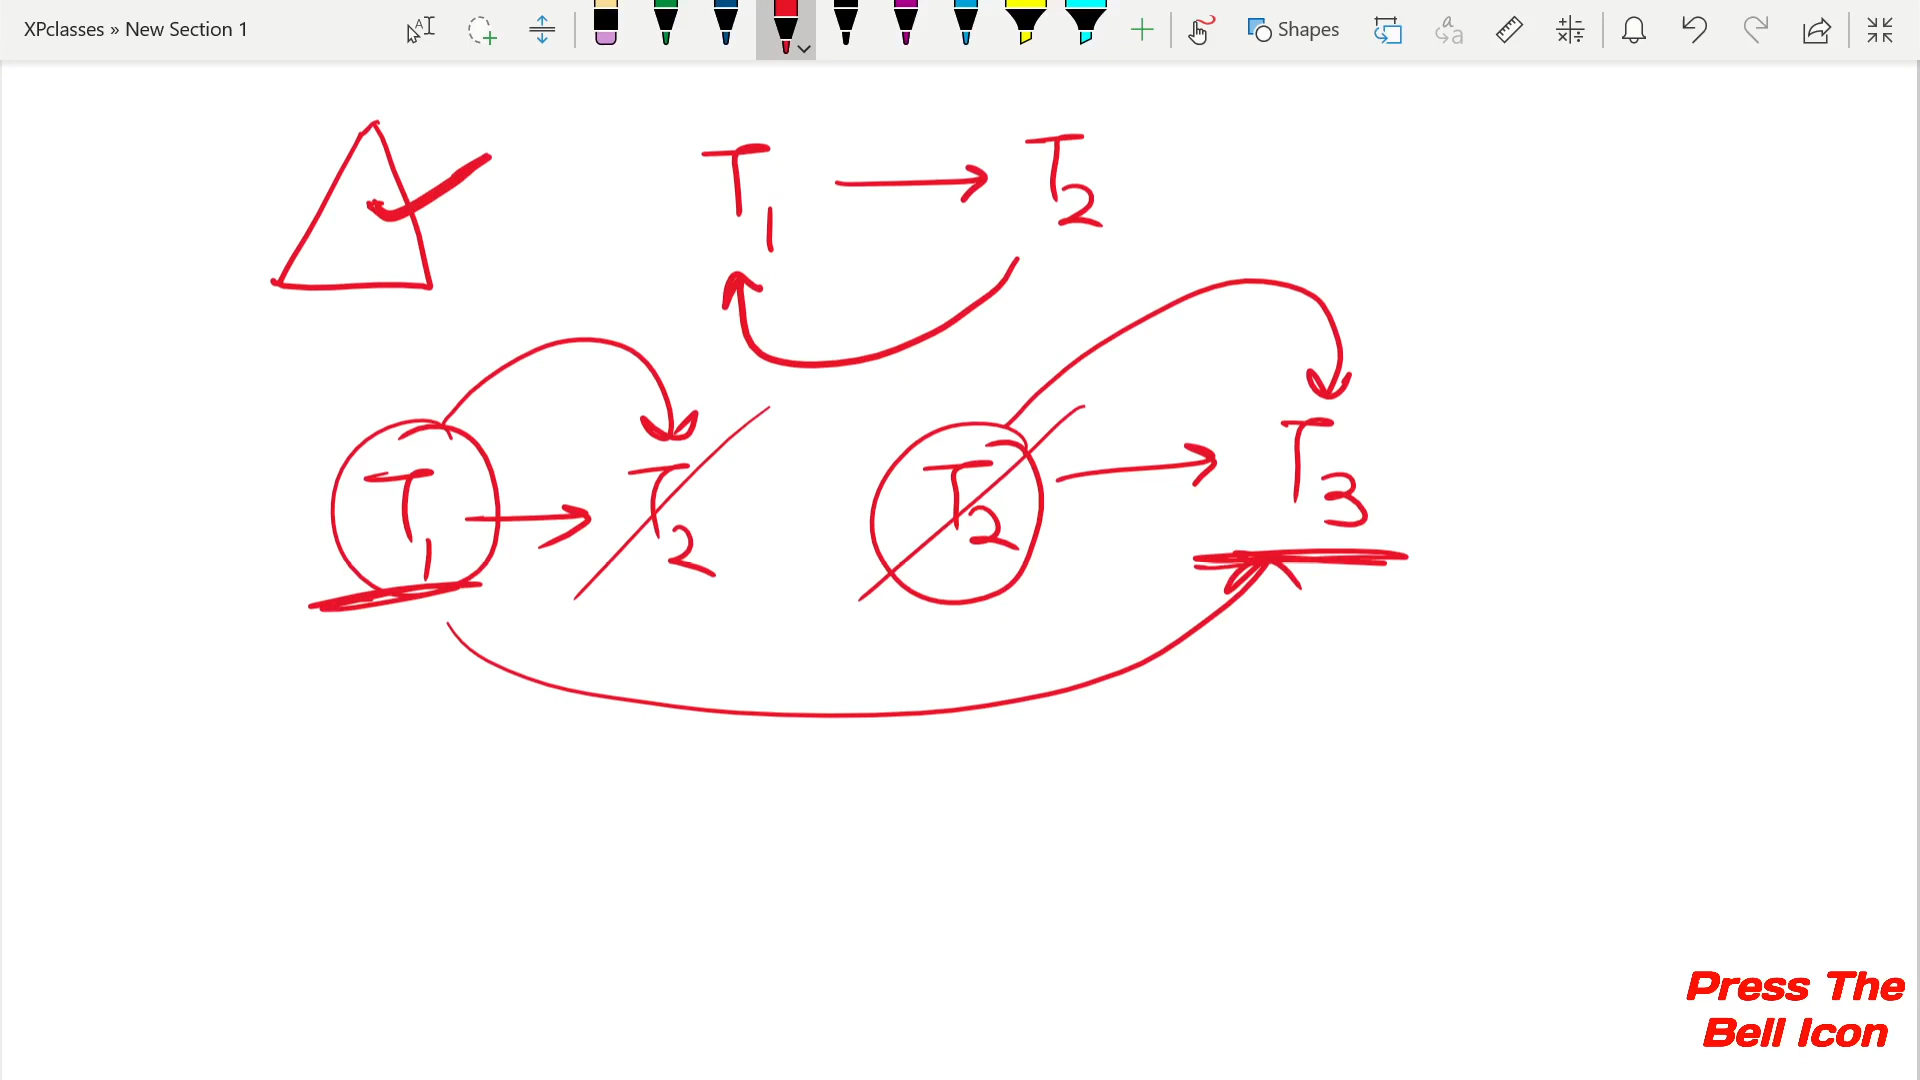 XPclasses » New Section 1
Shapes
T1 → T2
T1 → T2 T2 → T3
Press The
Bell Icon